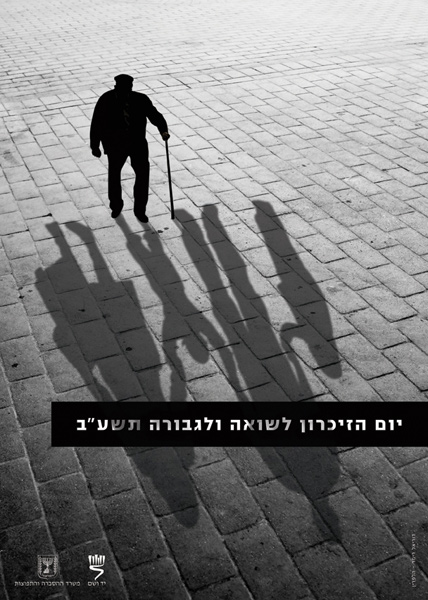 יום הזיכרון לשואה ולגבורה תשע״ב
יד ושם
משרד ההסברה והתפוצות